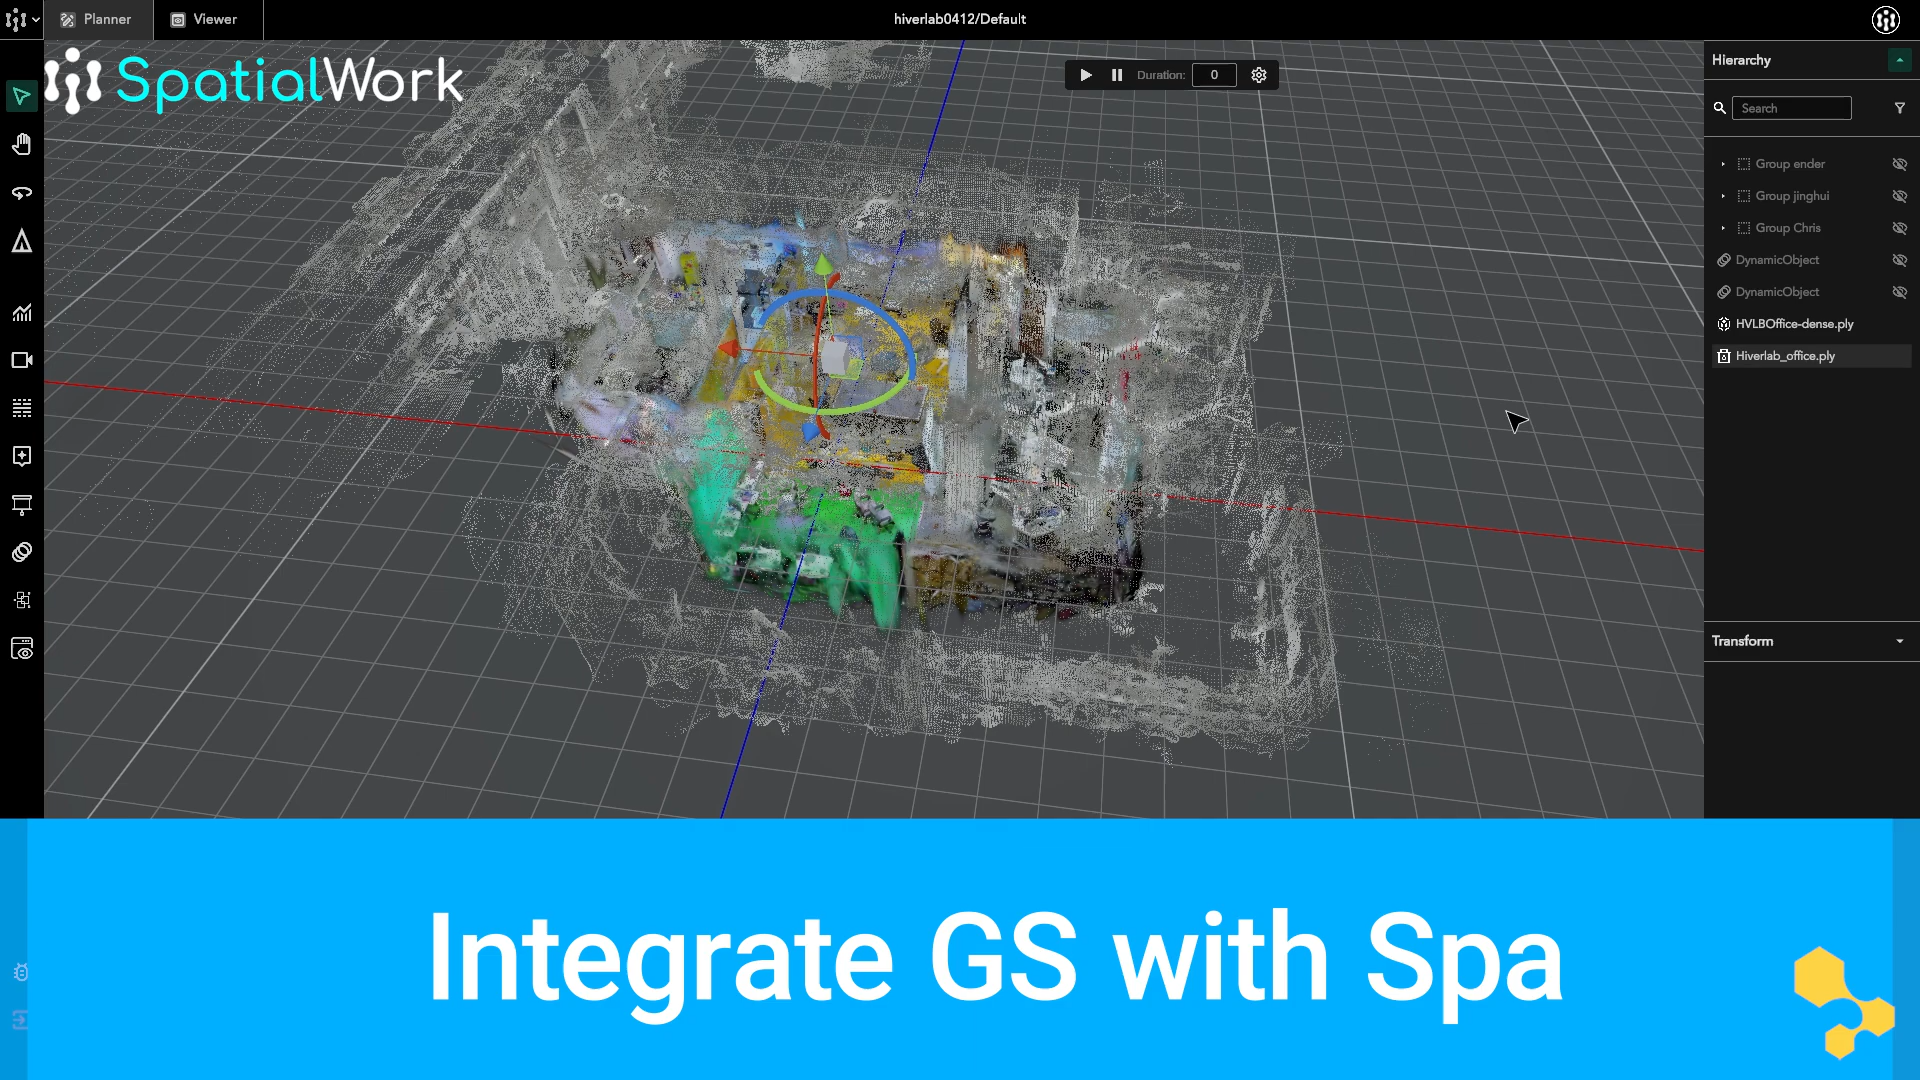 Planner
Viewer
hiverlab0412/Default
SpatialWork
Duration:
0
Hierarchy
Search
Group ender
Group jinghui
Group Chris
DynamicObject
DynamicObject
HVLBOffice-dense.ply
Hiverlab_office.ply
Transform
Integrate GS with Spa